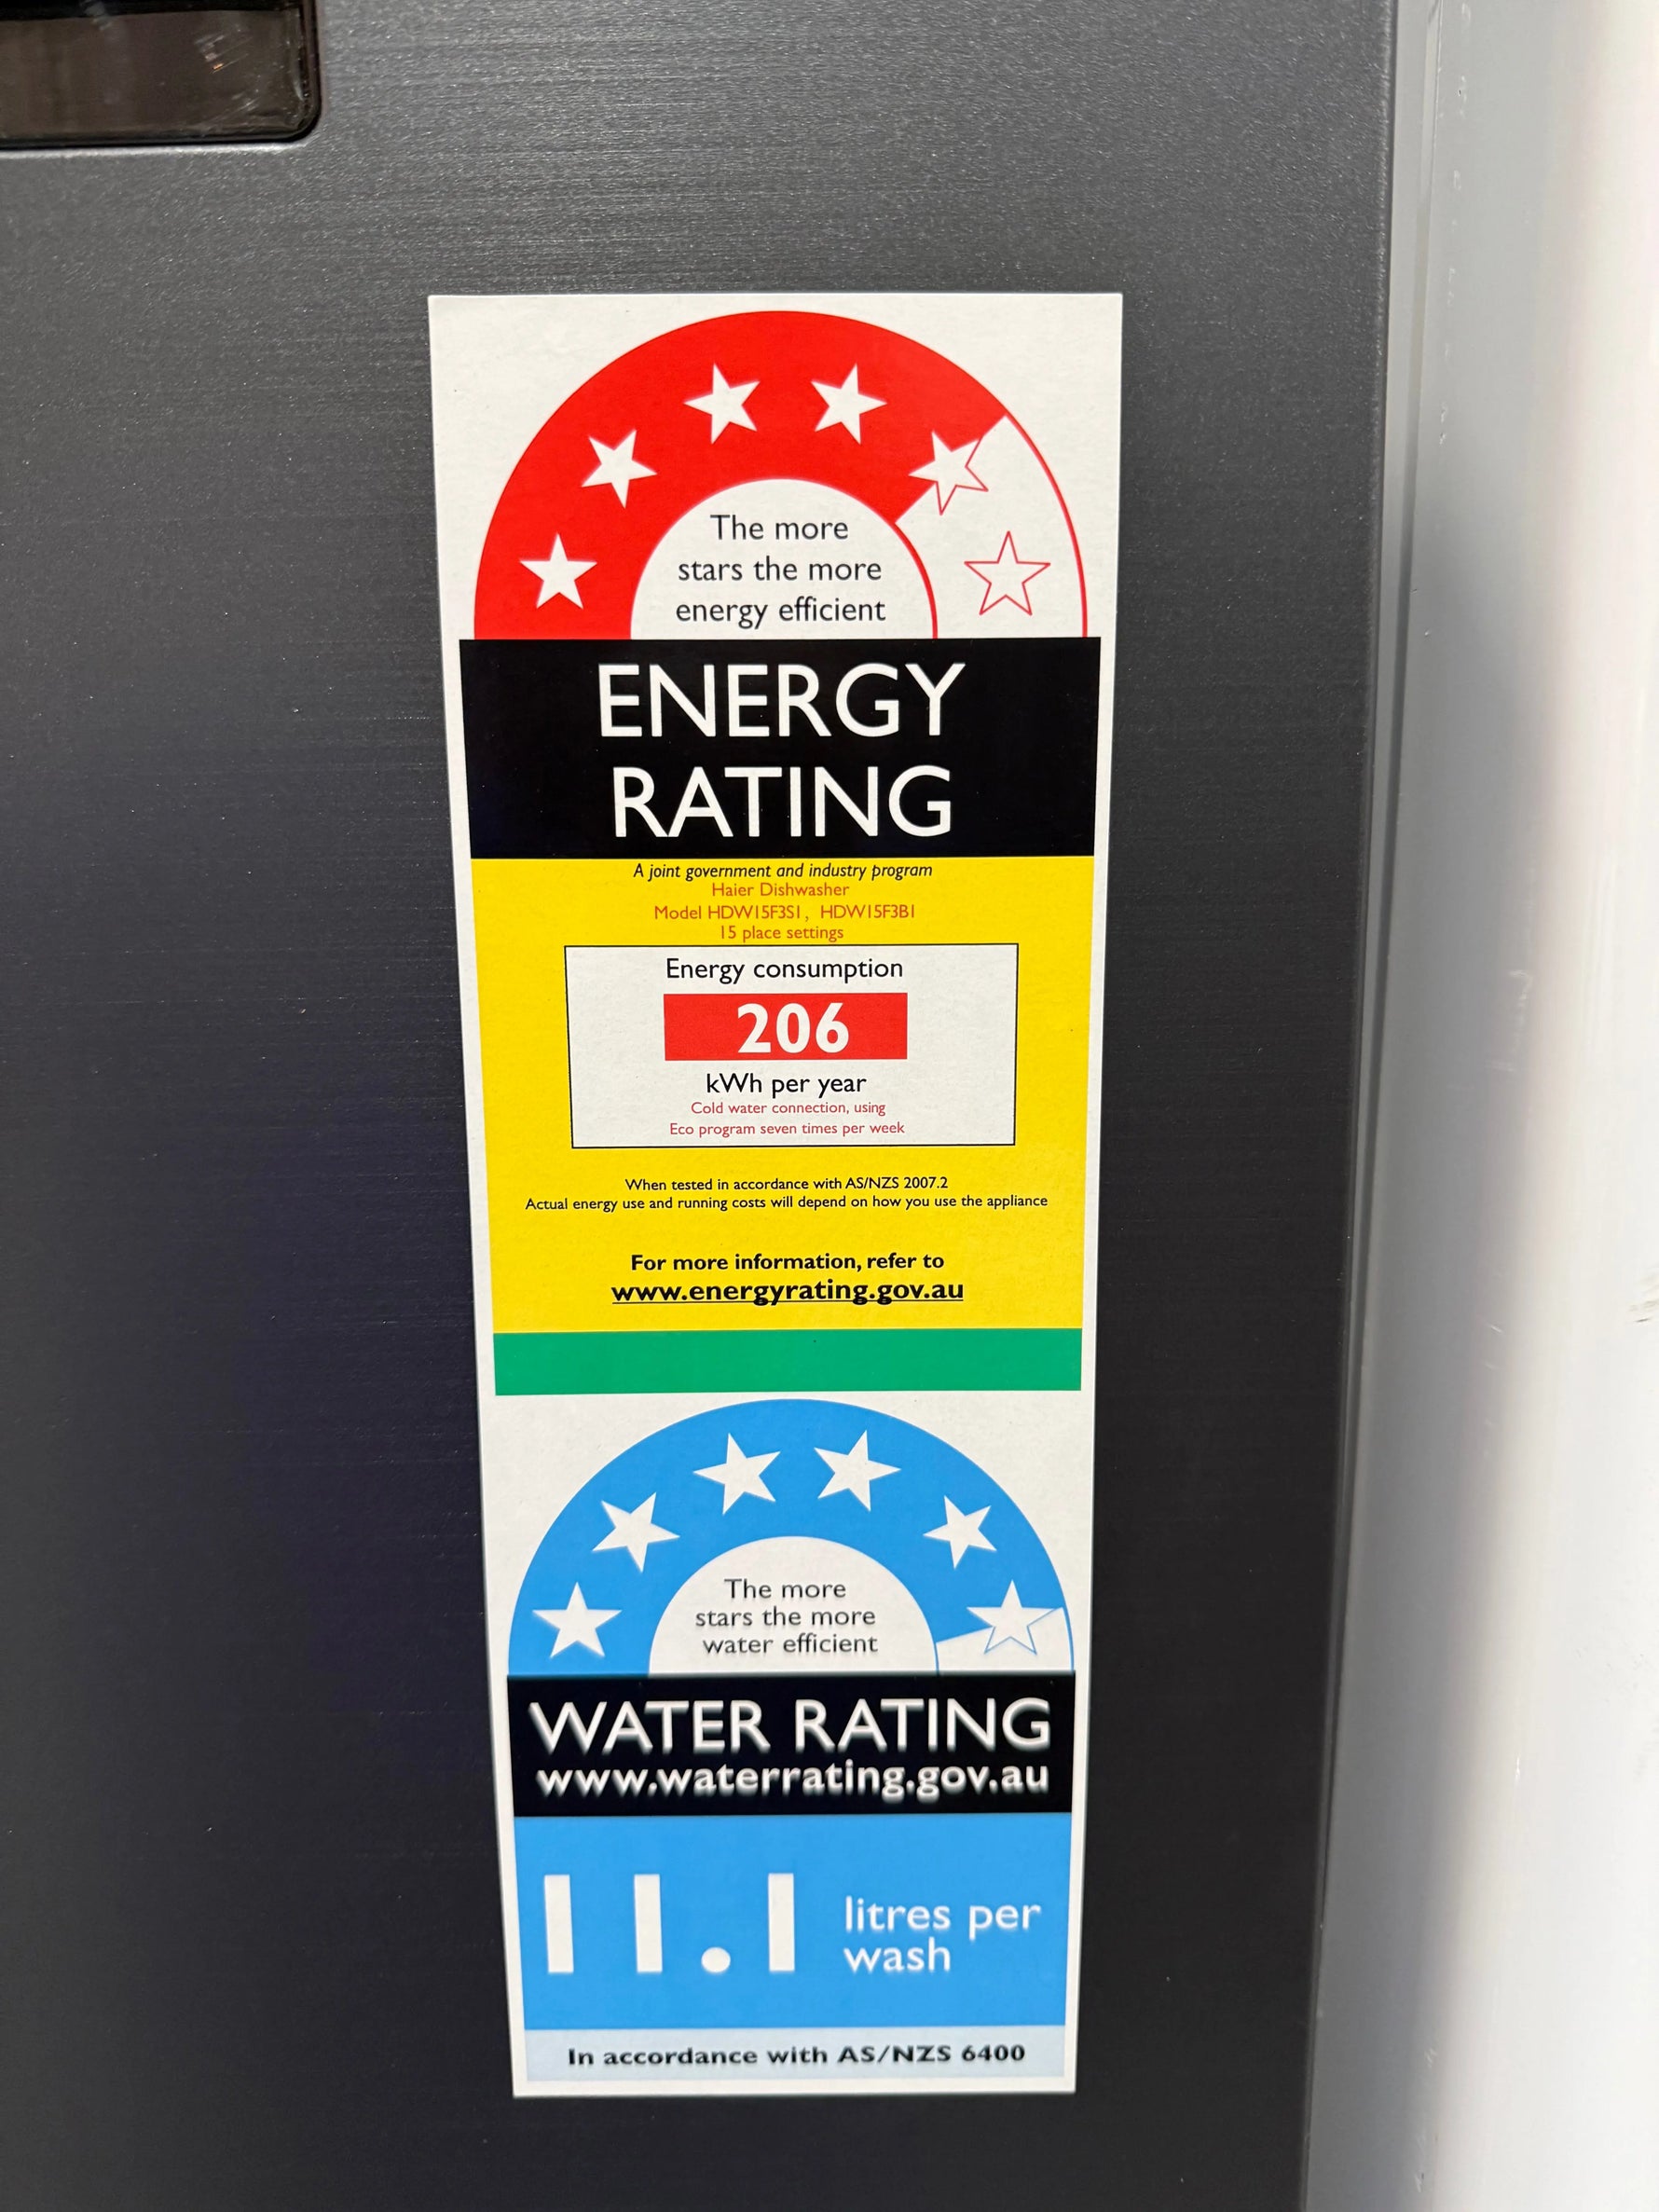 The more
stars the more
energy efficient
ENERGY
RATING
A joint government and industry program
Haier Dishwasher
Model HDW15F3S1, HDW15F3B1
15 place settings
Energy consumption
206
kWh per year
Cold water connection, using
Eco program seven times per week
When tested in accordance with AS/NZS 2007.2
Actual energy use and running costs will depend on how you use the appliance
For more information, refer to
www.energyrating.gov.au
The more
stars the more
water efficient
WATER RATING
www.waterrating.gov.au
11.1
litres per
wash
In accordance with AS/NZS 6400